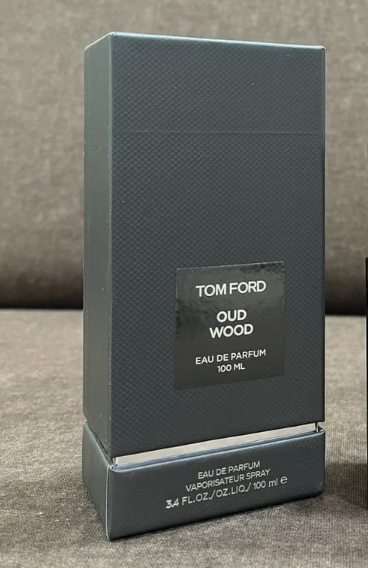 TOM FORD
OUD
WOOD
EAU DE PARFUM
100 ML
EAU DE PARFUM
VAPORISATEUR SPRAY
3.4 FL.OZ./OZ.LIQ./ 100 ml e